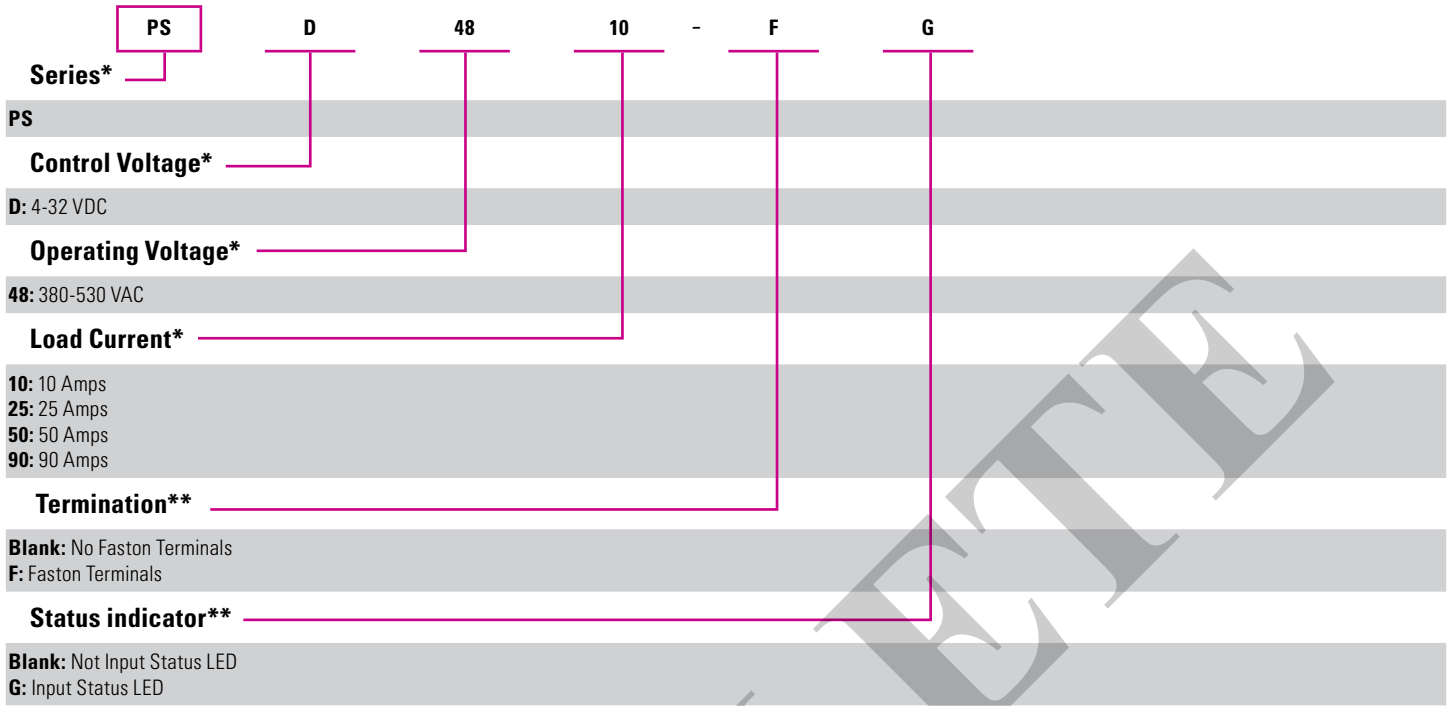 PS D 48 10 - F G
Series*
PS
Control Voltage*
D: 4-32 VDC
Operating Voltage*
48: 380-530 VAC
Load Current*
10: 10 Amps
25: 25 Amps
50: 50 Amps
90: 90 Amps
Termination**
Blank: No Faston Terminals
F: Faston Terminals
Status indicator**
Blank: Not Input Status LED
G: Input Status LED
ETE